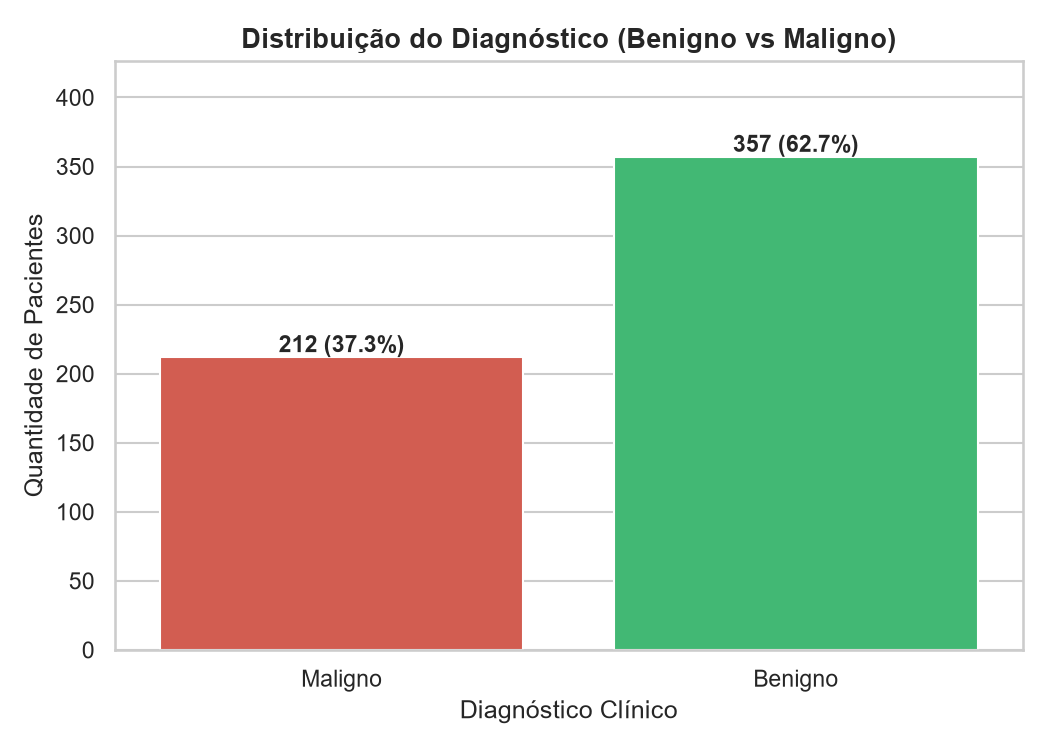 Distribuição do Diagnóstico (Benigno vs Maligno)
400
350
300
250
200
150
100
50
0
Quantidade de Pacientes
212 (37.3%)
357 (62.7%)
Maligno
Benigno
Diagnóstico Clínico